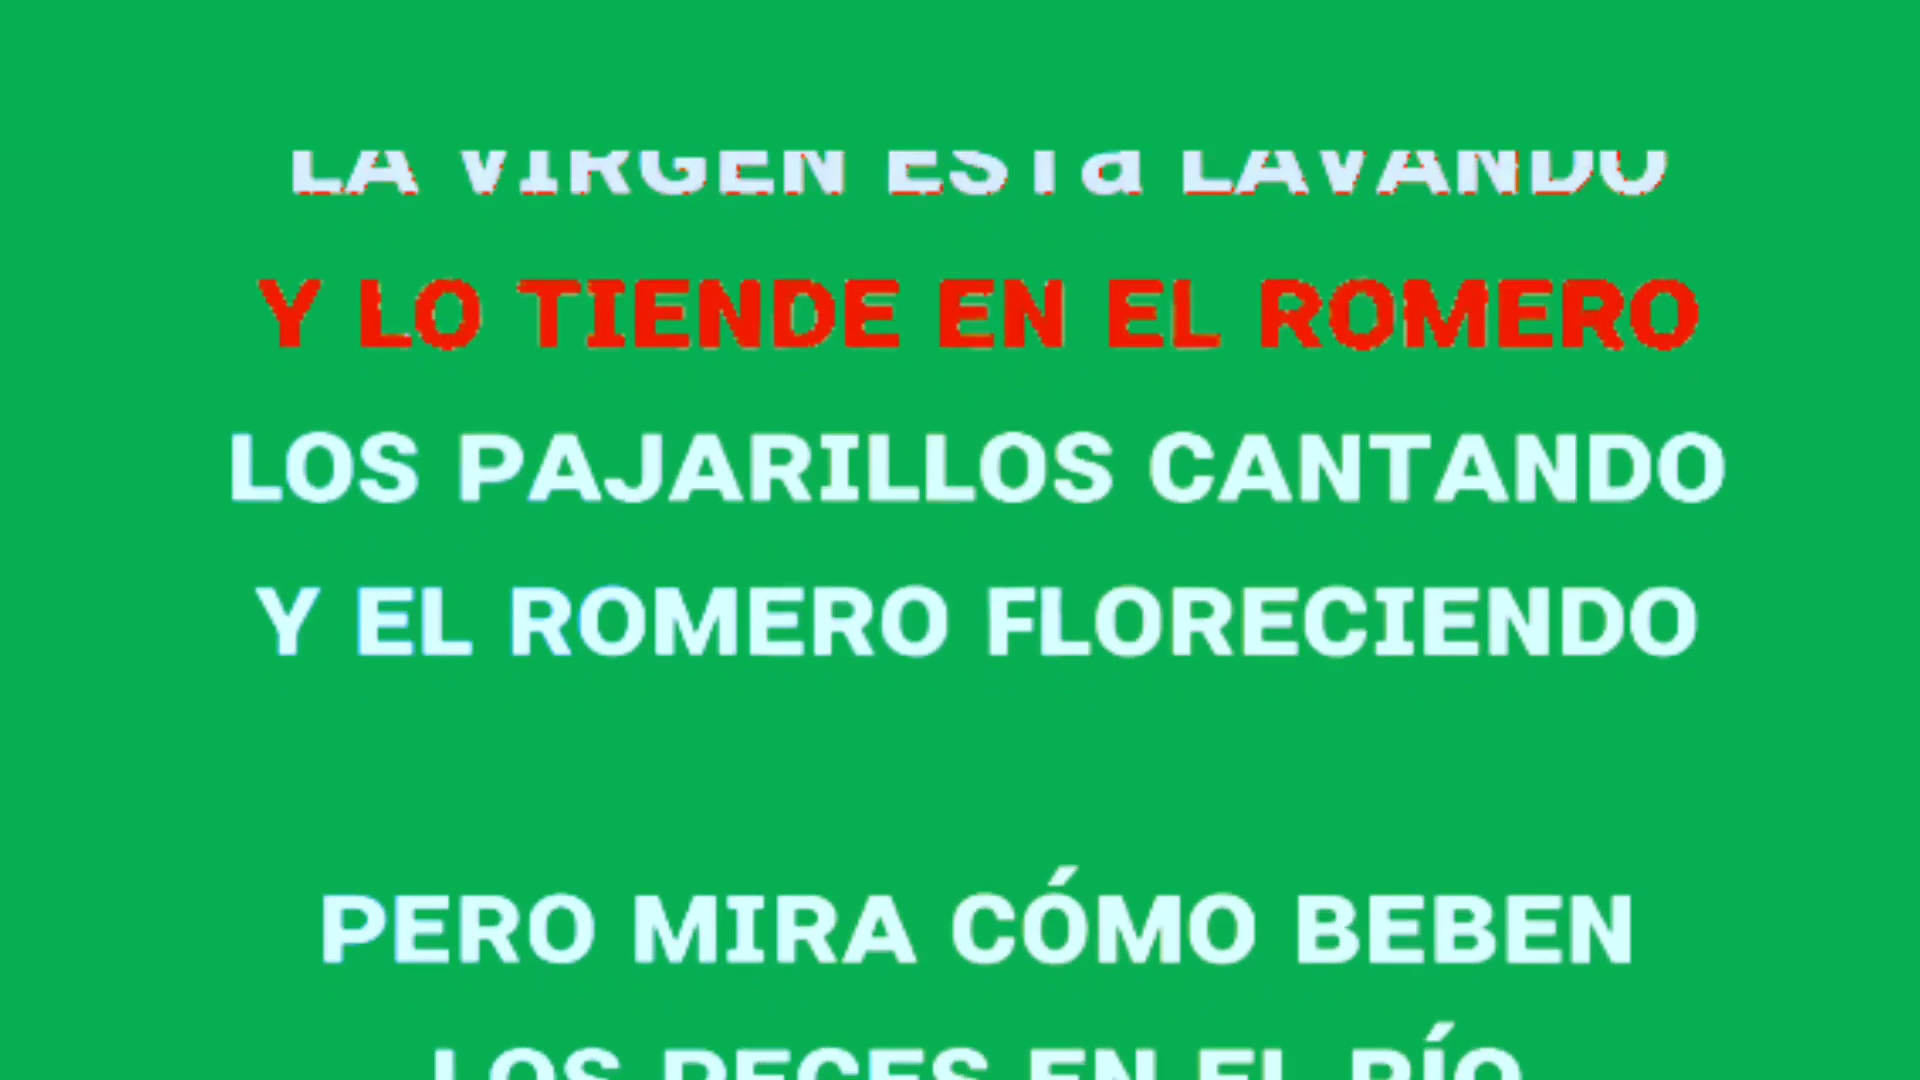 LA VIRGEN ESTá LAVANDO
Y LO TIENDE EN EL ROMERO
LOS PAJARILLOS CANTANDO
Y EL ROMERO FLORECIENDO
PERO MIRA CÓMO BEBEN
LOS PECES EN EL RÍO